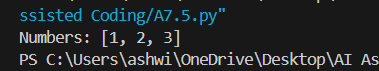 ssisted Coding/A7.5.py"
Numbers: [1, 2, 3]
PS C:\Users\ashwi\OneDrive\Desktop\AI As